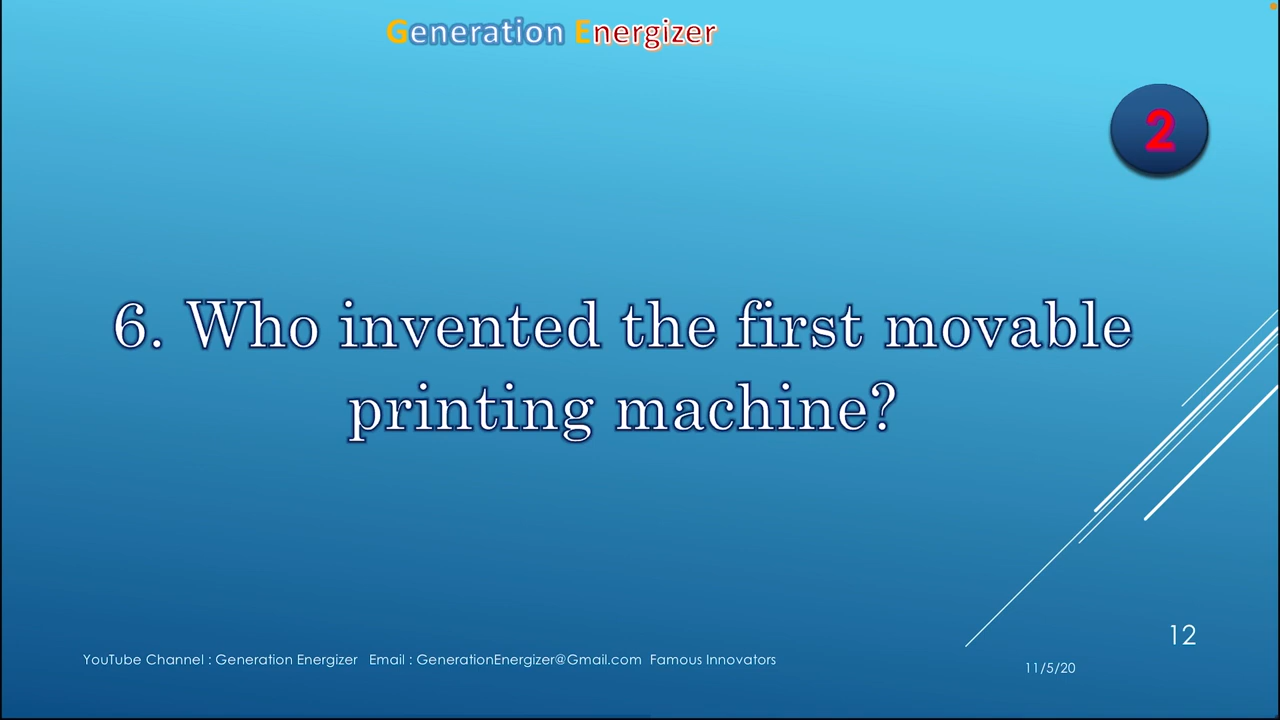 Generation Energizer
2
6. Who invented the first movable
printing machine?
12
YouTube Channel : Generation Energizer Email : GenerationEnergizer@Gmail.com Famous Innovators
11/5/20